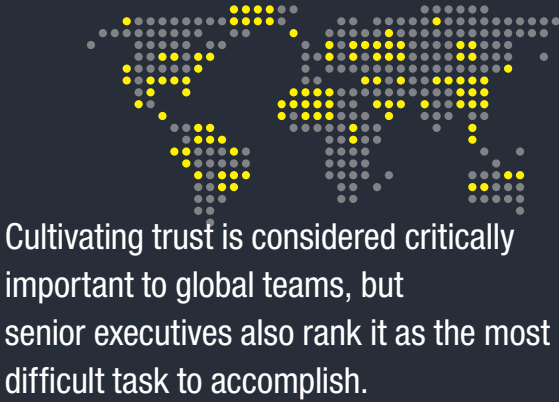 Cultivating trust is considered critically
important to global teams, but
senior executives also rank it as the most
difficult task to accomplish.